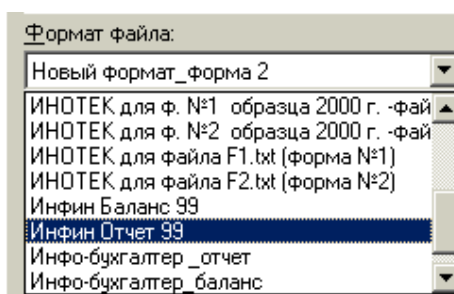 Формат файла:
Новый формат_форма 2
ИНОТЕК для ф. №1 образца 2000 г. -фай
ИНОТЕК для ф. №2 образца 2000 г. -фай
ИНОТЕК для файла F1.txt (форма №1)
ИНОТЕК для файла F2.txt (форма №2)
Инфин Баланс 99
Инфин Отчет 99
Инфо-бухгалтер _отчет
Инфо-бухгалтер_баланс